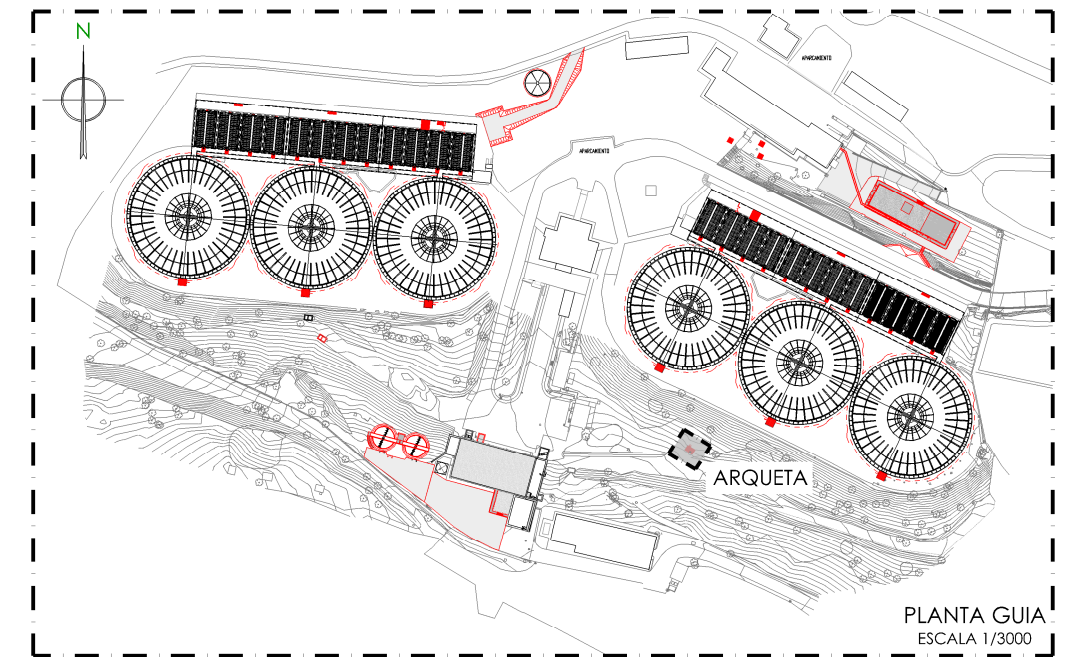 N
APARCAMIENTO
APARCAMIENTO
ARQUETA
PLANTA GUIA
ESCALA 1/3000